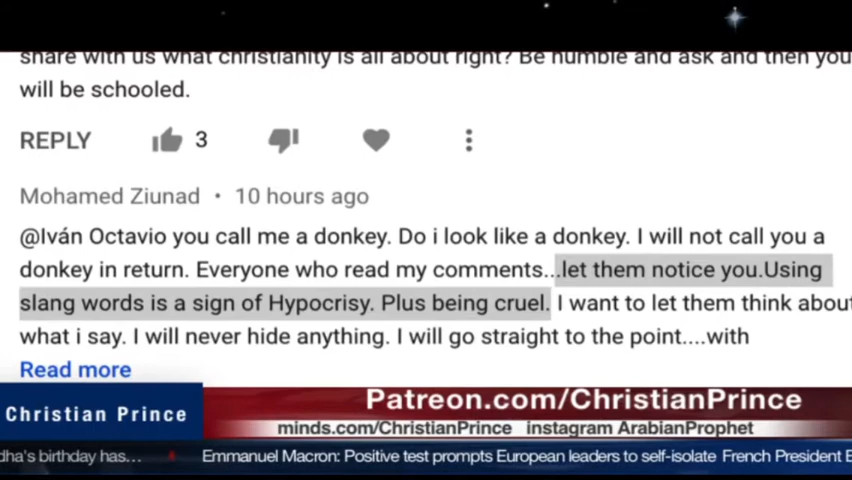 share with us what christianity is all about right? Be humble and ask and then you
will be schooled.
REPLY 3
Mohamed Ziunad • 10 hours ago
@Iván Octavio you call me a donkey. Do i look like a donkey. I will not call you a
donkey in return. Everyone who read my comments...let them notice you.Using
slang words is a sign of Hypocrisy. Plus being cruel. I want to let them think about
what i say. I will never hide anything. I will go straight to the point....with
Read more
Christian Prince
Patreon.com/ChristianPrince
minds.com/ChristianPrince instagram ArabianProphet
dha's birthday has... Emmanuel Macron: Positive test prompts European leaders to self-isolate French President E